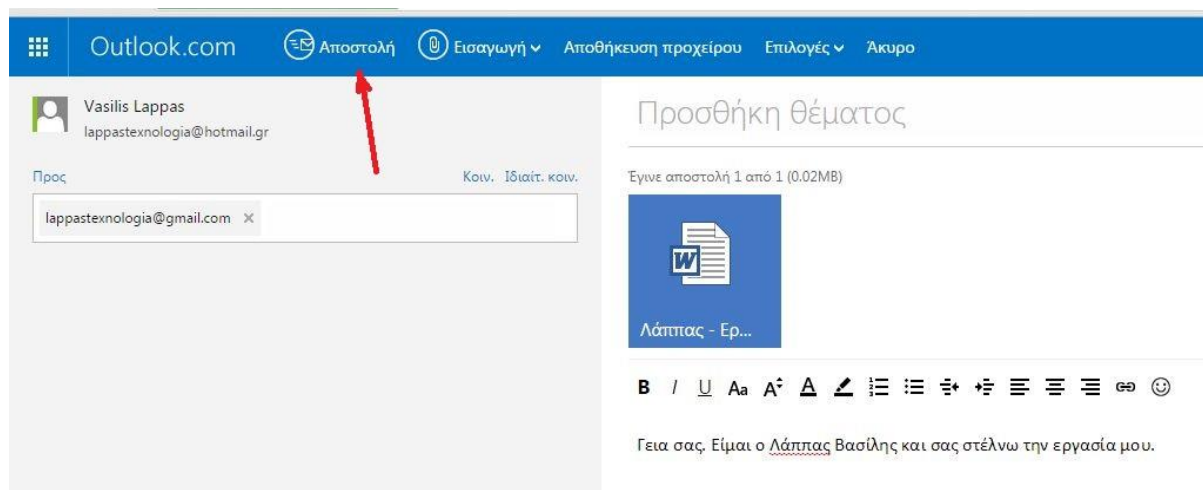 Outlook.com Αποστολή Εισαγωγή Αποθήκευση προχείρου Επιλογές Άκυρο
Vasilis Lappas
lappastexnologia@hotmail.gr
Προς Κοιν. Ιδιαίτ. κοιν.
lappastexnologia@gmail.com
Προσθήκη θέματος
Έγινε αποστολή 1 από 1 (0.02MB)
W
Λάππας - Ερ...
B I U Aa A A
Γεια σας. Είμαι ο Λάππας Βασίλης και σας στέλνω την εργασία μου.